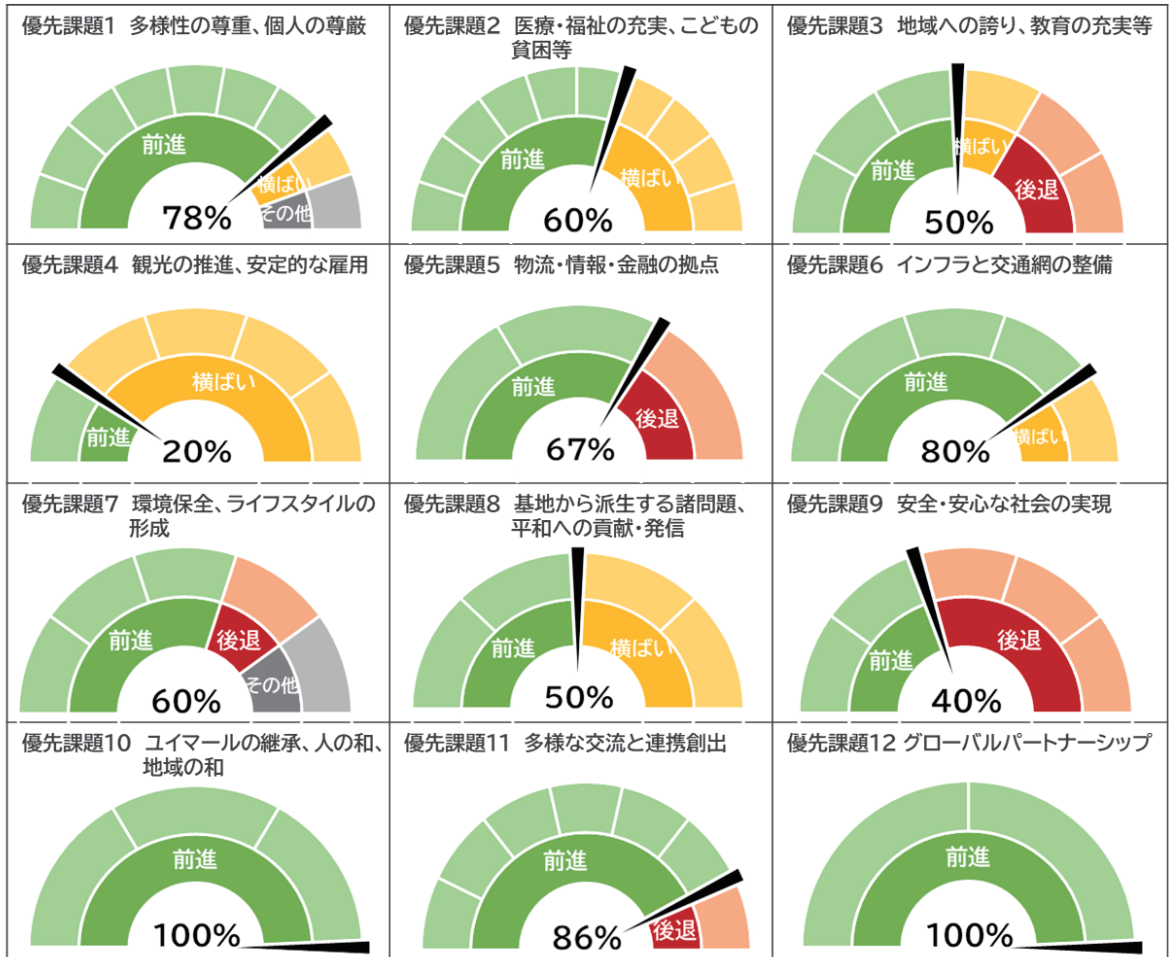 優先課題1 多様性の尊重、個人の尊厳
前進
横ばい
その他
78%
優先課題2 医療・福祉の充実、こどもの
貧困等
前進
横ばい
60%
優先課題3 地域への誇り、教育の充実等
前進
横ばい
後退
50%
優先課題4 観光の推進、安定的な雇用
横ばい
前進
20%
優先課題5 物流・情報・金融の拠点
前進
後退
67%
優先課題6 インフラと交通網の整備
前進
横ばい
80%
優先課題7 環境保全、ライフスタイルの
形成
前進
後退
その他
60%
優先課題8 基地から派生する諸問題、
平和への貢献・発信
前進
横ばい
50%
優先課題9 安全・安心な社会の実現
前進
後退
40%
優先課題10 ユイマールの継承、人の和、
地域の和
前進
100%
優先課題11 多様な交流と連携創出
前進
後退
86%
優先課題12 グローバルパートナーシップ
前進
100%